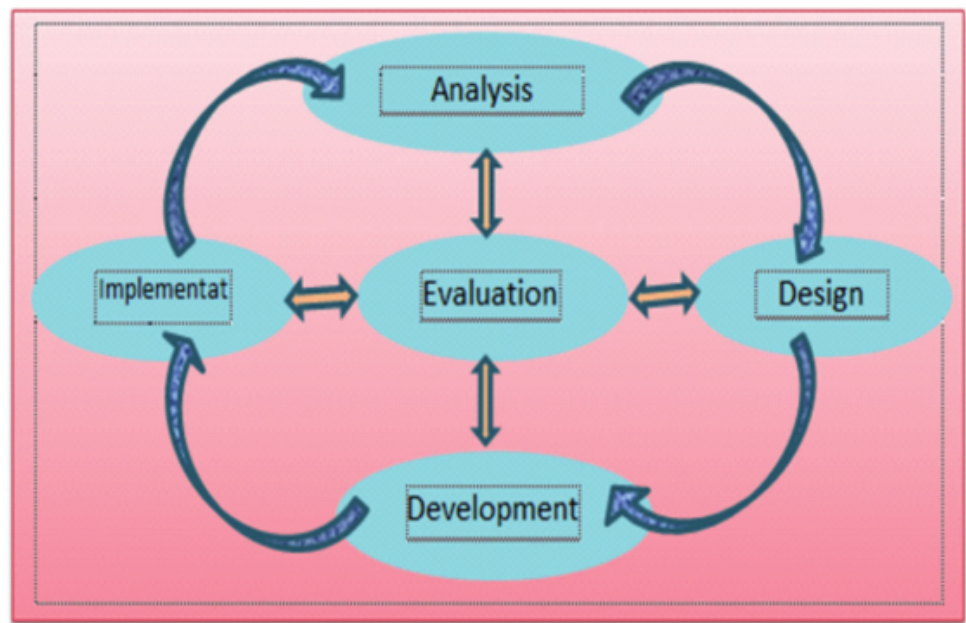 Analysis
Implementat
Evaluation
Design
Development